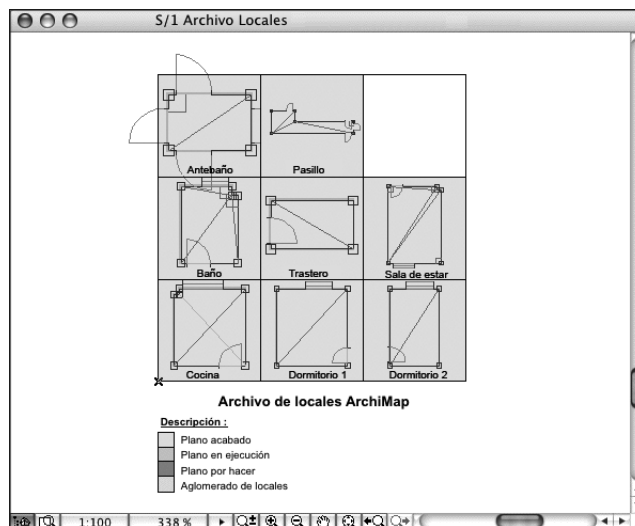 S/1 Archivo Locales
Antebaño
Pasillo
Baño
Trastero
Sala de estar
Cocina
Dormitorio 1
Dormitorio 2
Archivo de locales ArchiMap
Descripción :
Plano acabado
Plano en ejecución
Plano por hacer
Aglomerado de locales
1:100
338 %